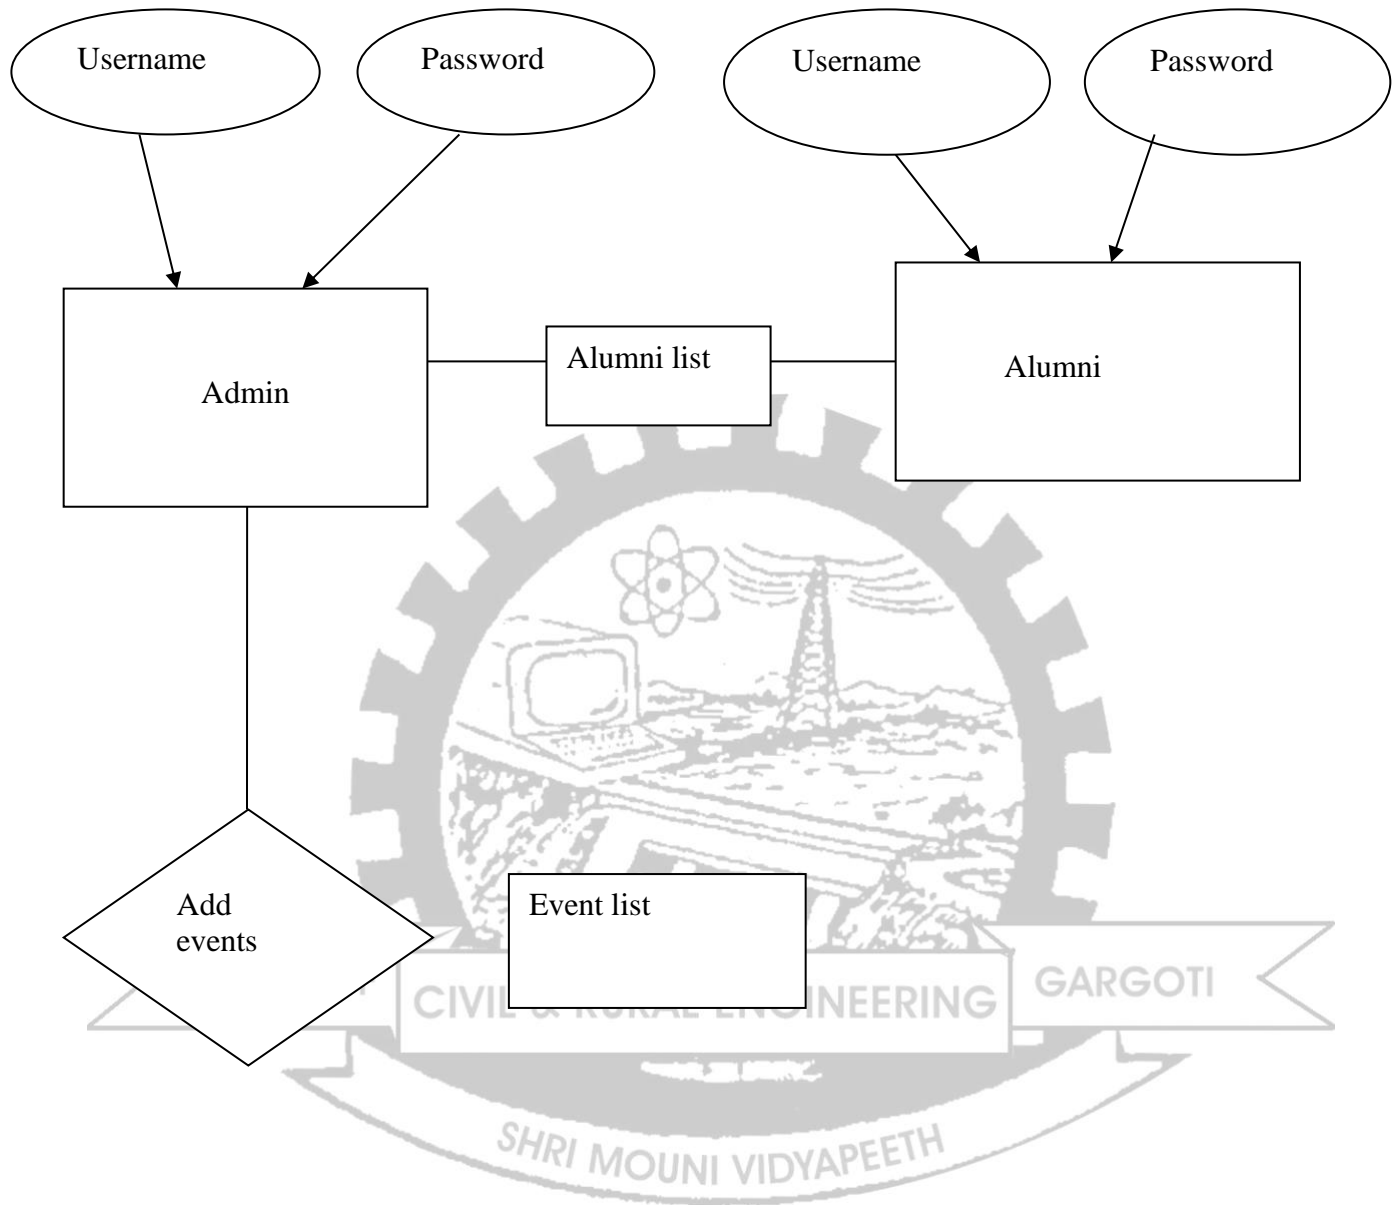 Username
Password
Username
Password
Admin
Alumni list
Alumni
Add
events
Event list
CIVIL & RURAL ENGINEERING
GARGOTI
SHRI MOUNI VIDYAPEETH